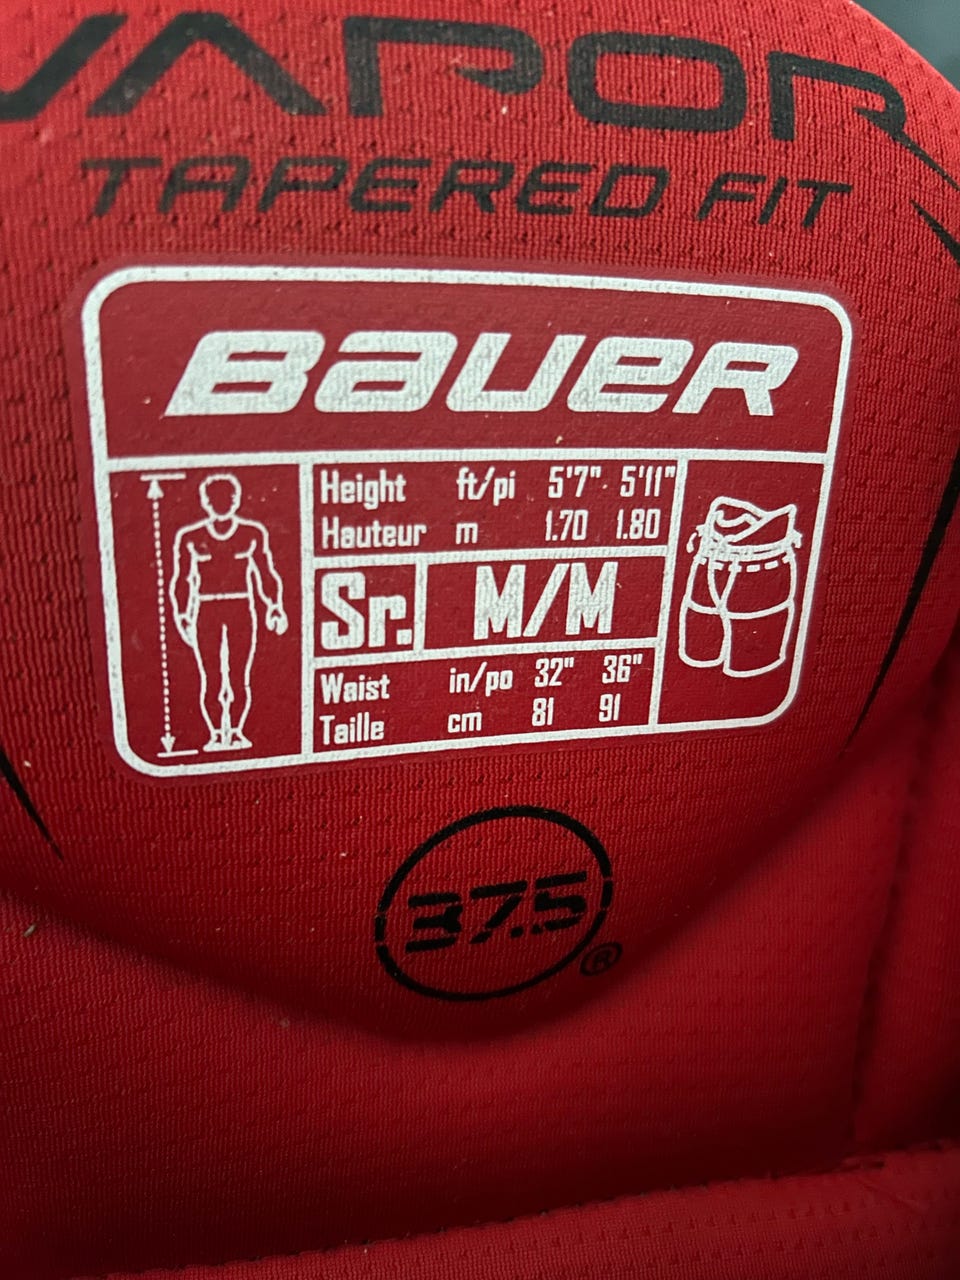 VAPOR
TAPERED FIT
BAUER
Height ft/pi 5'7" 5'11"
Hauteur m 1.70 1.80
Sr. M/M
Waist in/po 32" 36"
Taille cm 81 91
37.5
®